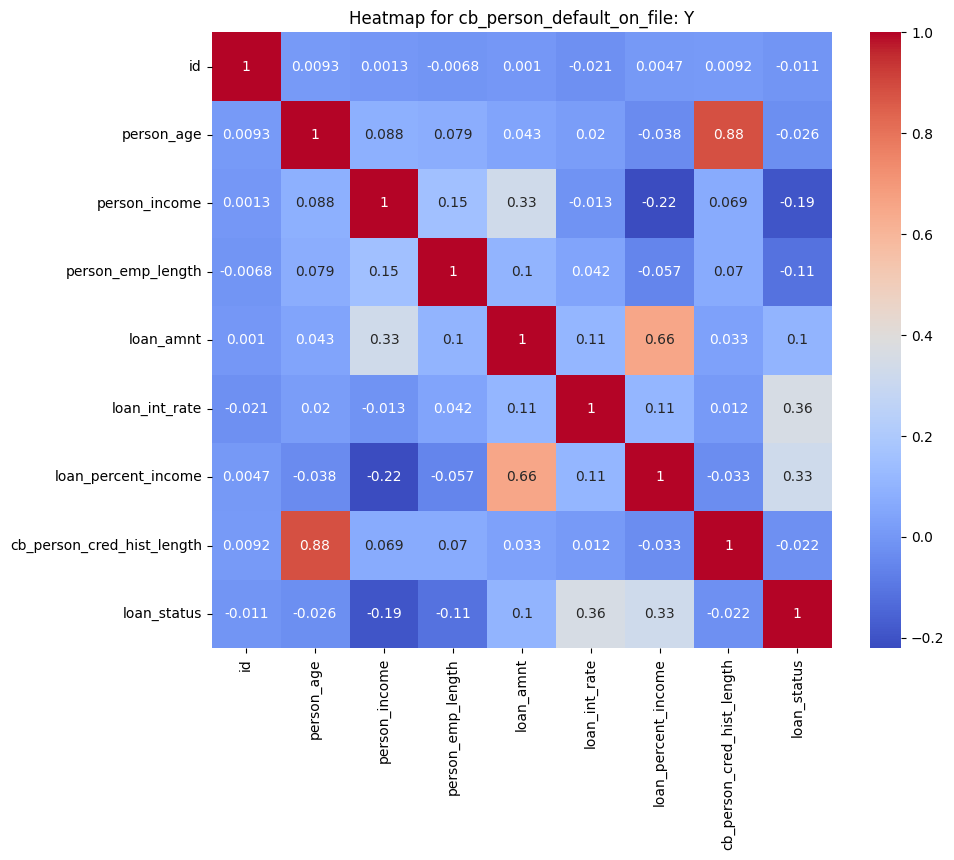 Heatmap for cb_person_default_on_file: Y
id 1 0.0093 0.0013 -0.0068 0.001 -0.021 0.0047 0.0092 -0.011
person_age 0.0093 1 0.088 0.079 0.043 0.02 -0.038 0.88 -0.026
person_income 0.0013 0.088 1 0.15 0.33 -0.013 -0.22 0.069 -0.19
person_emp_length -0.0068 0.079 0.15 1 0.1 0.042 -0.057 0.07 -0.11
loan_amnt 0.001 0.043 0.33 0.1 1 0.11 0.66 0.033 0.1
loan_int_rate -0.021 0.02 -0.013 0.042 0.11 1 0.11 0.012 0.36
loan_percent_income 0.0047 -0.038 -0.22 -0.057 0.66 0.11 1 -0.033 0.33
cb_person_cred_hist_length 0.0092 0.88 0.069 0.07 0.033 0.012 -0.033 1 -0.022
loan_status -0.011 -0.026 -0.19 -0.11 0.1 0.36 0.33 -0.022 1
id
person_age
person_income
person_emp_length
loan_amnt
loan_int_rate
loan_percent_income
cb_person_cred_hist_length
loan_status
1.0
0.8
0.6
0.4
0.2
0.0
−0.2